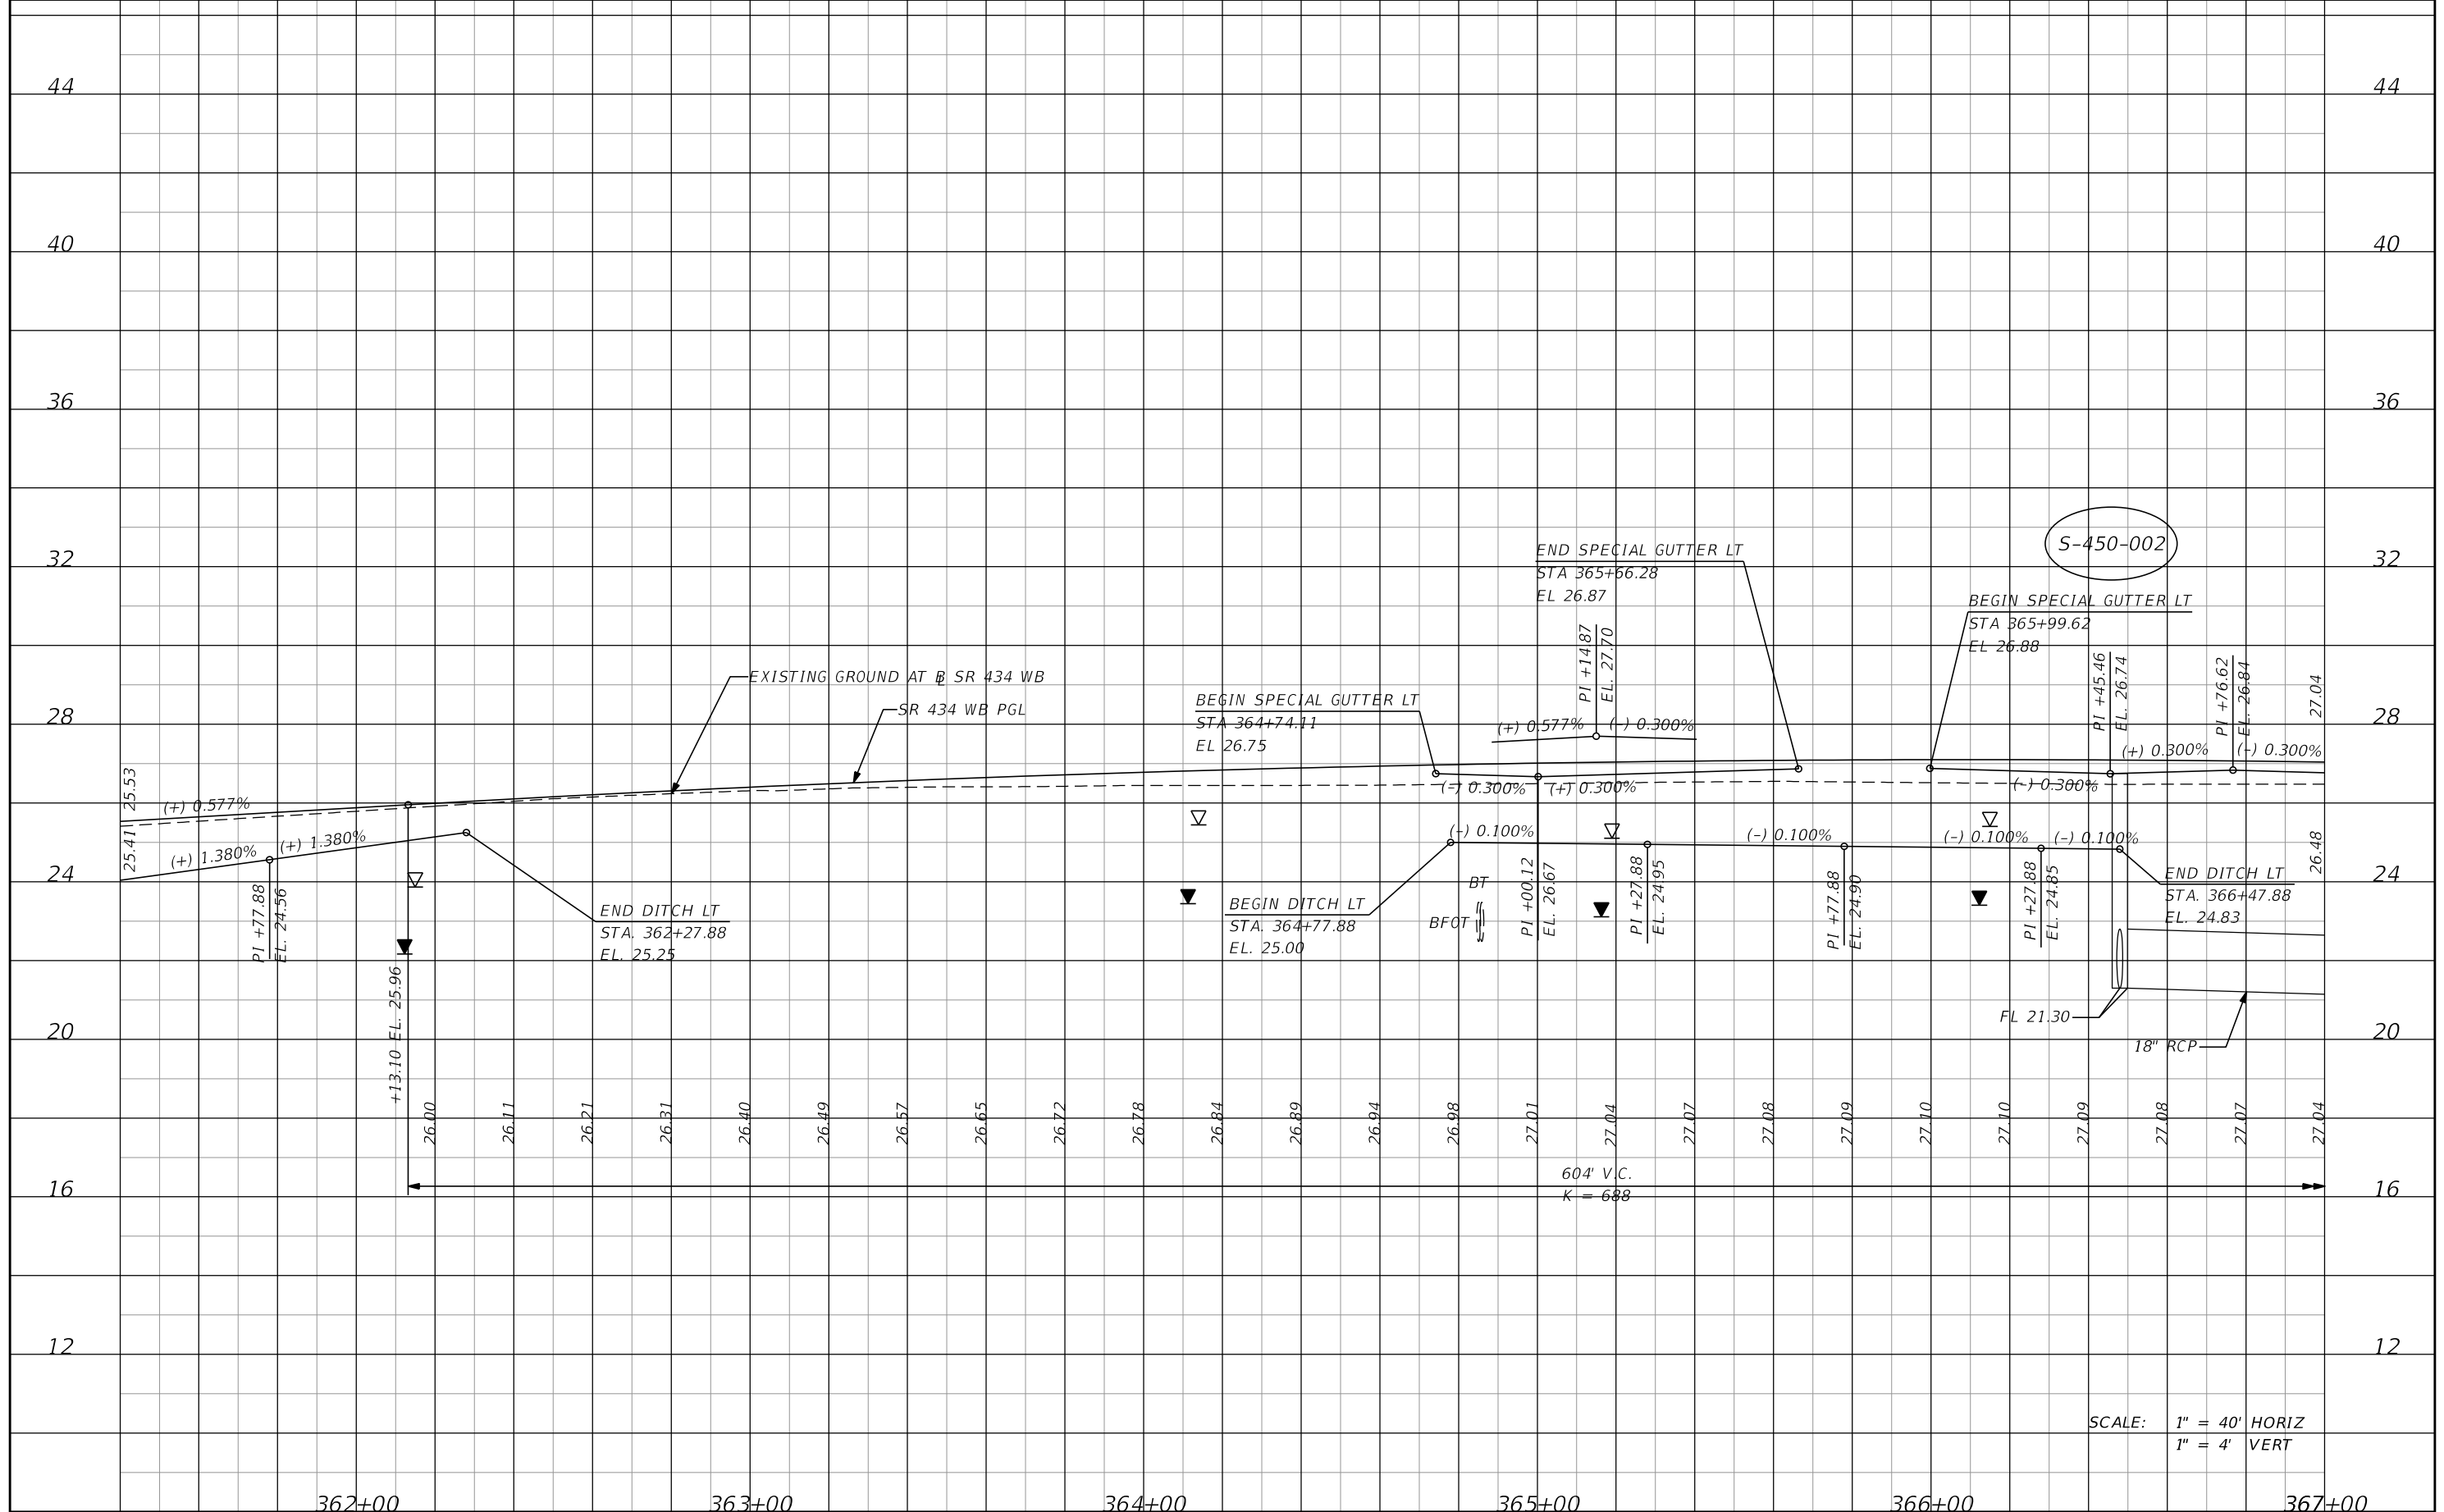 44
44
40
40
36
36
32
32
28
28
24
24
20
20
16
16
12
12
S-450-002
END SPECIAL GUTTER LT
STA 365+66.28
EL 26.87
BEGIN SPECIAL GUTTER LT
STA 365+99.62
EL 26.88
PI +14.87
EL. 27.70
PI +45.46
EL. 26.74
PI +76.62
EL. 26.84
27.04
EXISTING GROUND AT BL SR 434 WB
SR 434 WB PGL
BEGIN SPECIAL GUTTER LT
STA 364+74.11
EL 26.75
(+) 0.577%
(-) 0.300%
(+) 0.300%
(-) 0.300%
25.53
25.41
(+) 0.577%
(-) 0.300%
(+) 0.300%
(-) 0.300%
(+) 1.380%
(+) 1.380%
(-) 0.100%
(-) 0.100%
(-) 0.100%
(-) 0.100%
26.48
PI +77.88
EL. 24.56
END DITCH LT
STA. 362+27.88
EL. 25.25
BEGIN DITCH LT
STA. 364+77.88
EL. 25.00
BT
BFOT
PI +00.12
EL. 26.67
PI +27.88
EL. 24.95
PI +77.88
EL. 24.90
PI +27.88
EL. 24.85
END DITCH LT
STA. 366+47.88
EL. 24.83
+13.10 EL. 25.96
FL 21.30
18" RCP
26.00
26.11
26.21
26.31
26.40
26.49
26.57
26.65
26.72
26.78
26.84
26.89
26.94
26.98
27.01
27.04
27.07
27.08
27.09
27.10
27.10
27.09
27.08
27.07
27.04
604' V.C.
K = 688
SCALE: 1" = 40' HORIZ
1" = 4' VERT
362+00
363+00
364+00
365+00
366+00
367+00